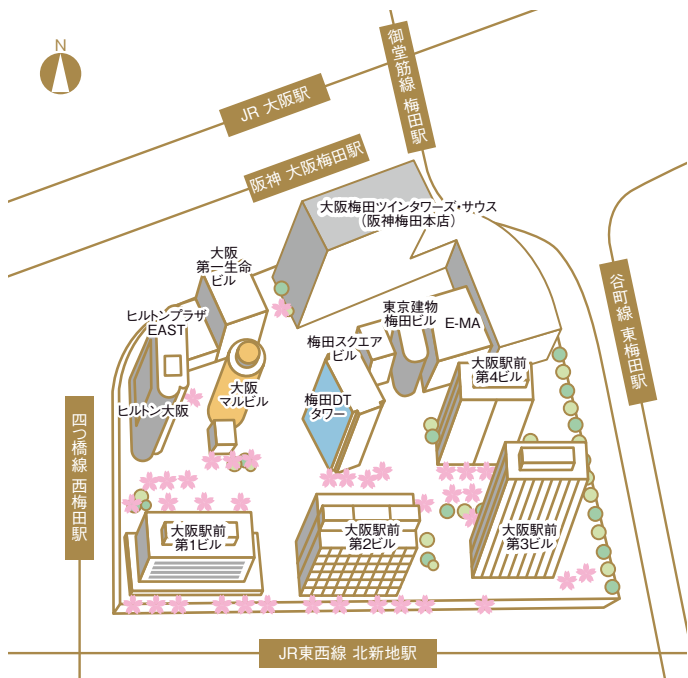 N
JR 大阪駅
御堂筋線 梅田駅
阪神 大阪梅田駅
大阪梅田ツインタワーズ・サウス
(阪神梅田本店)
大阪
第一生命
ビル
谷町線 東梅田駅
ヒルトンプラザ
EAST
東京建物
梅田ビル
E-MA
梅田スクエア
ビル
大阪駅前
第4ビル
大阪
マルビル
梅田DT
タワー
ヒルトン大阪
四つ橋線 西梅田駅
大阪駅前
第1ビル
大阪駅前
第2ビル
大阪駅前
第3ビル
JR東西線 北新地駅